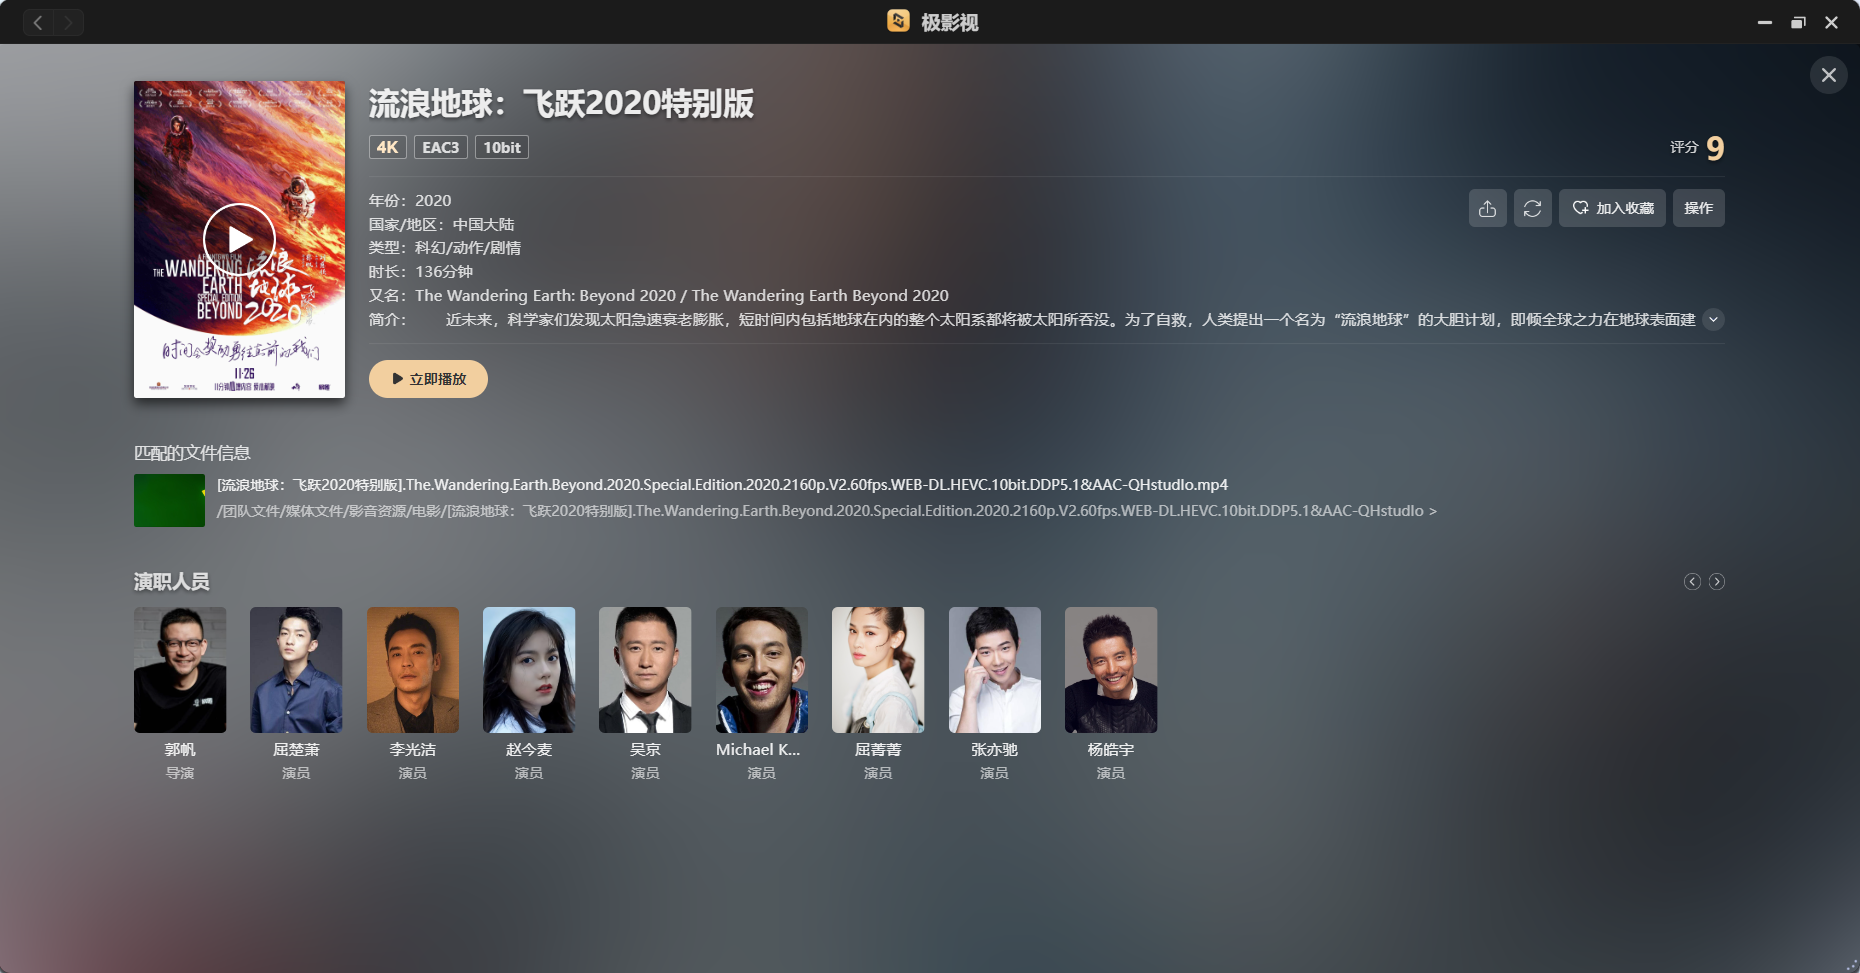 极影视
流浪地球：飞跃2020特别版
4K EAC3 10bit
评分 9
年份：2020
国家/地区：中国大陆
类型：科幻/动作/剧情
时长：136分钟
又名：The Wandering Earth: Beyond 2020 / The Wandering Earth Beyond 2020
简介：近未来，科学家们发现太阳急速衰老膨胀，短时间内包括地球在内的整个太阳系都将被太阳所吞没。为了自救，人类提出一个名为“流浪地球”的大胆计划，即倾全球之力在地球表面建
加入收藏
操作
立即播放
THE WANDERING EARTH
SPECIAL EDITION
BEYOND
流浪地球
2020
时间会奖励勇往直前的我们
11·26
匹配的文件信息
[流浪地球：飞跃2020特别版].The.Wandering.Earth.Beyond.2020.Special.Edition.2020.2160p.V2.60fps.WEB-DL.HEVC.10bit.DDP5.1&AAC-QHstudIo.mp4
/团队文件/媒体文件/影音资源/电影/[流浪地球：飞跃2020特别版].The.Wandering.Earth.Beyond.2020.Special.Edition.2020.2160p.V2.60fps.WEB-DL.HEVC.10bit.DDP5.1&AAC-QHstudIo >
演职人员
郭帆 屈楚萧 李光洁 赵今麦 吴京 Michael K... 屈菁菁 张亦驰 杨皓宇
导演 演员 演员 演员 演员 演员 演员 演员 演员